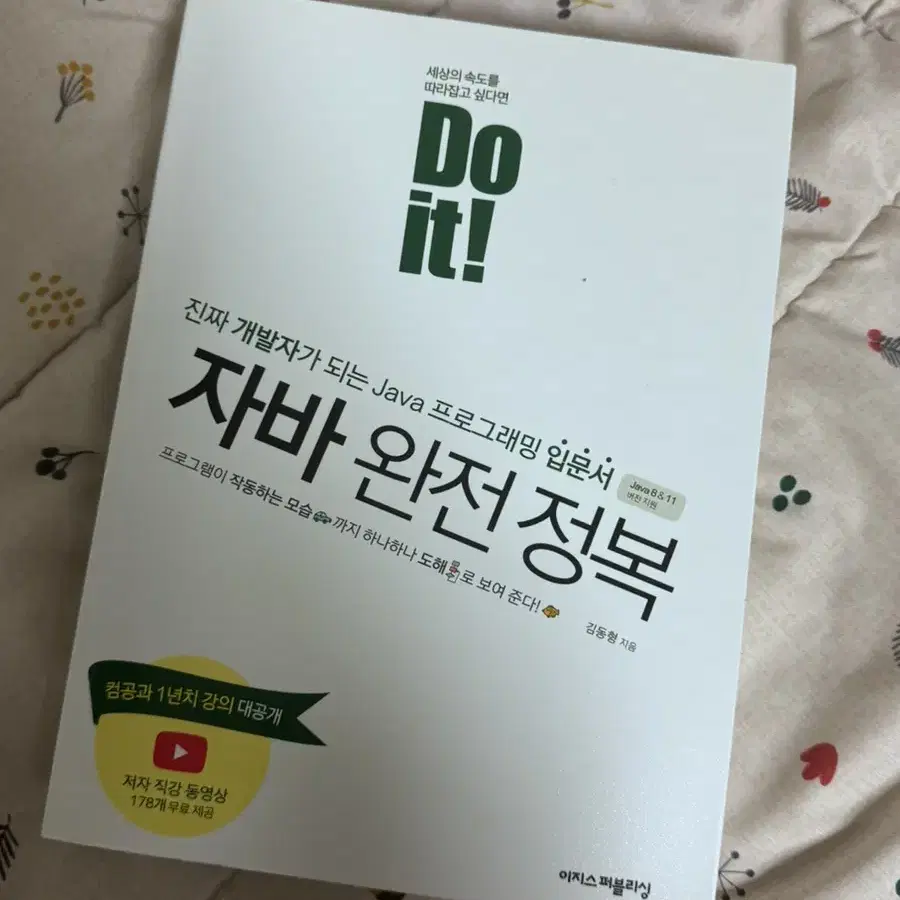 세상의 속도를
따라잡고 싶다면
Do
it!
진짜 개발자가 되는 Java 프로그래밍 입문서
자바 완전 정복
Java 8 & 11
버전 지원
프로그램이 작동하는 모습까지 하나하나 도해로 보여 준다!
김동형 지음
컴공과 1년치 강의 대공개
저자 직강 동영상
178개 무료 제공
이지스퍼블리싱